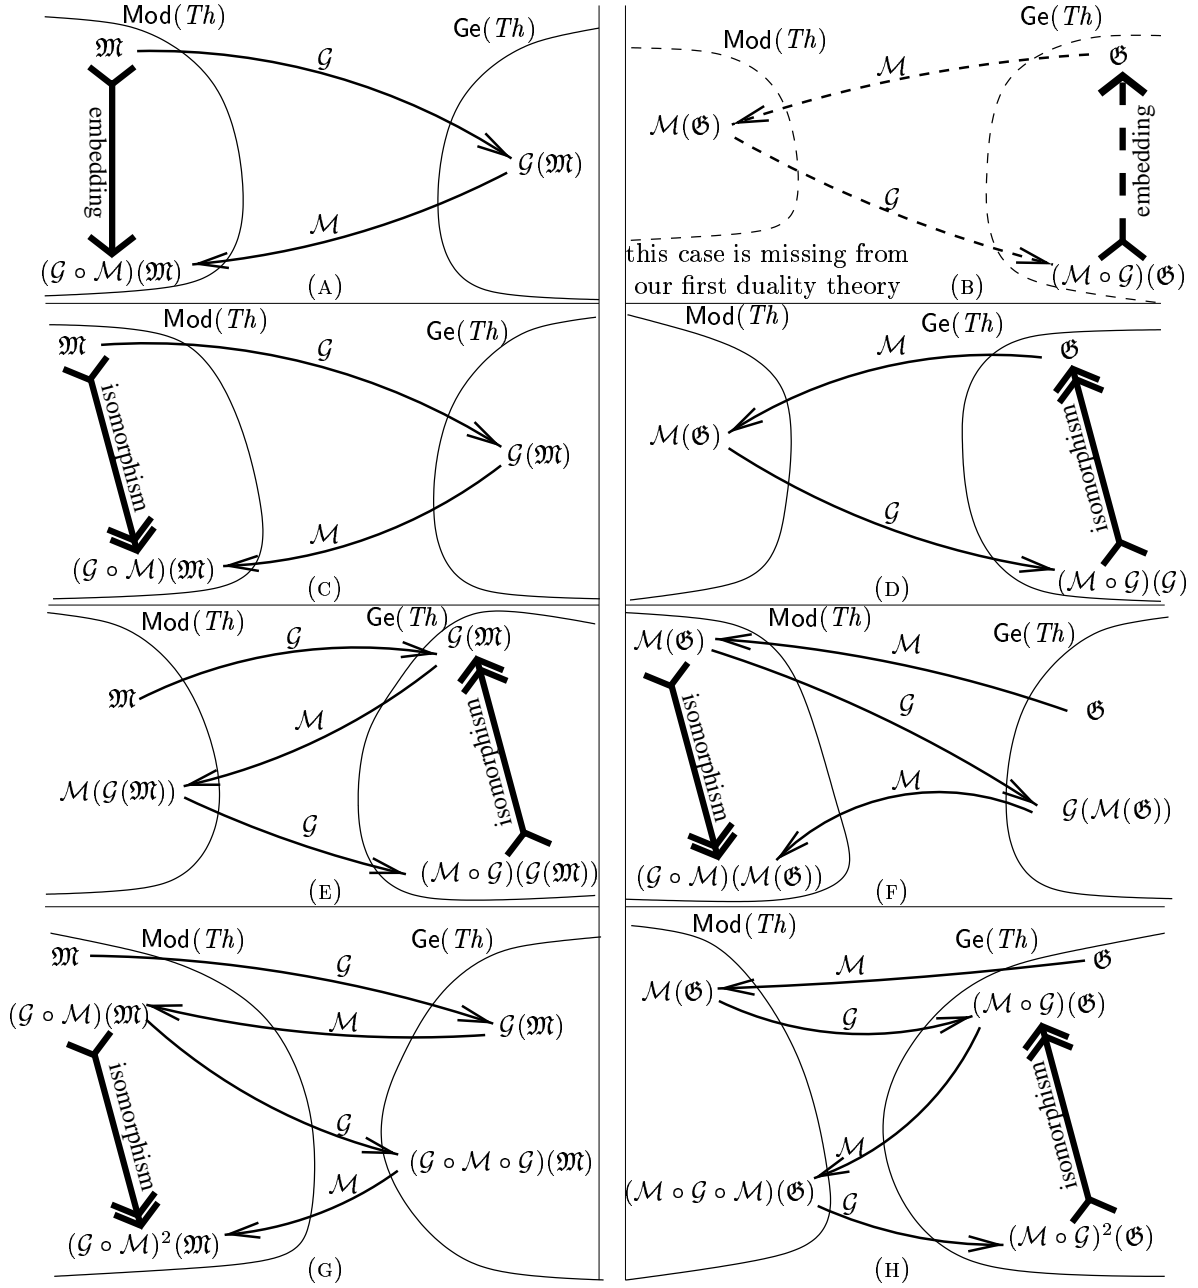 Mod(Th)
𝔐
𝒢
Ge(Th)
embedding
𝒢(𝔐)
ℳ
(𝒢 ∘ ℳ)(𝔐)
(A)
Ge(Th)
Mod(Th)
ℳ
𝔊
ℳ(𝔊)
embedding
𝒢
this case is missing from
our first duality theory
(B)
(ℳ ∘ 𝒢)(𝔊)
Mod(Th)
𝔐
𝒢
Ge(Th)
isomorphism
𝒢(𝔐)
ℳ
(𝒢 ∘ ℳ)(𝔐)
(C)
Mod(Th)
Ge(Th)
ℳ
𝔊
ℳ(𝔊)
isomorphism
𝒢
(D)
(ℳ ∘ 𝒢)(𝒢)
Mod(Th)
Ge(Th)
𝒢
𝒢(𝔐)
𝔐
ℳ
isomorphism
ℳ(𝒢(𝔐))
𝒢
(ℳ ∘ 𝒢)(𝒢(𝔐))
(E)
Mod(Th)
Ge(Th)
ℳ(𝔊)
ℳ
𝒢
𝔊
isomorphism
ℳ
𝒢(ℳ(𝔊))
(𝒢 ∘ ℳ)(ℳ(𝔊))
(F)
Mod(Th)
Ge(Th)
𝔐
𝒢
(𝒢 ∘ ℳ)(𝔐)
ℳ
𝒢(𝔐)
isomorphism
𝒢
(𝒢 ∘ ℳ ∘ 𝒢)(𝔐)
ℳ
(𝒢 ∘ ℳ)²(𝔐)
(G)
Mod(Th)
Ge(Th)
ℳ
𝔊
ℳ(𝔊)
𝒢
(ℳ ∘ 𝒢)(𝔊)
isomorphism
ℳ
(ℳ ∘ 𝒢 ∘ ℳ)(𝔊)
𝒢
(ℳ ∘ 𝒢)²(𝔊)
(H)